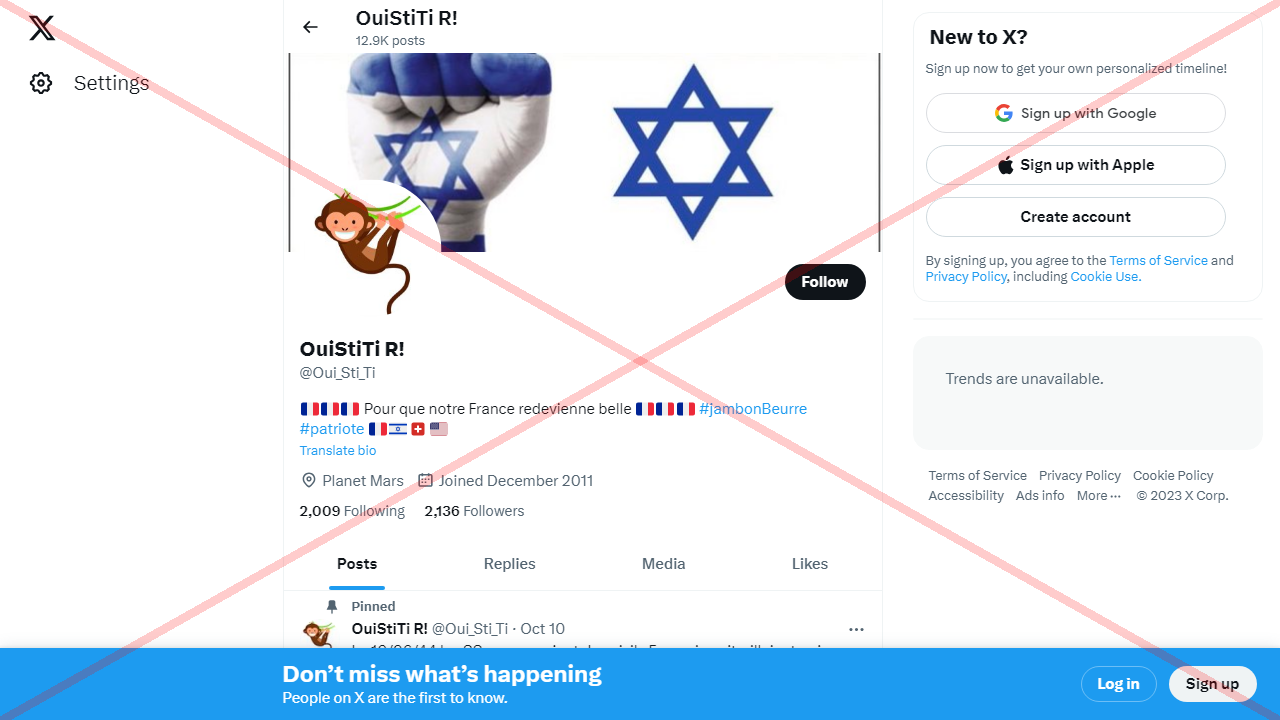 Settings
OuiStiTi R!
12.9K posts
Follow
OuiStiTi R!
@Oui_Sti_Ti
Pour que notre France redevienne belle #jambonBeurre
#patriote
Translate bio
Planet Mars Joined December 2011
2,009 Following 2,136 Followers
Posts Replies Media Likes
Pinned
OuiStiTi R! @Oui_Sti_Ti · Oct 10
New to X?
Sign up now to get your own personalized timeline!
Sign up with Google
Sign up with Apple
Create account
By signing up, you agree to the Terms of Service and
Privacy Policy, including Cookie Use.
Trends are unavailable.
Terms of Service Privacy Policy Cookie Policy
Accessibility Ads info More ··· © 2023 X Corp.
Don’t miss what’s happening
People on X are the first to know.
Log in Sign up